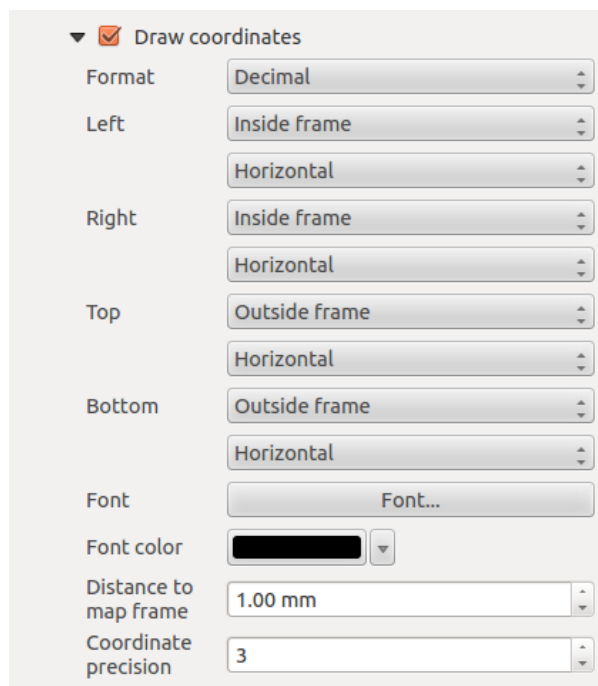 Draw coordinates
Format Decimal
Left Inside frame
Horizontal
Right Inside frame
Horizontal
Top Outside frame
Horizontal
Bottom Outside frame
Horizontal
Font Font...
Font color
Distance to
map frame 1.00 mm
Coordinate
precision 3